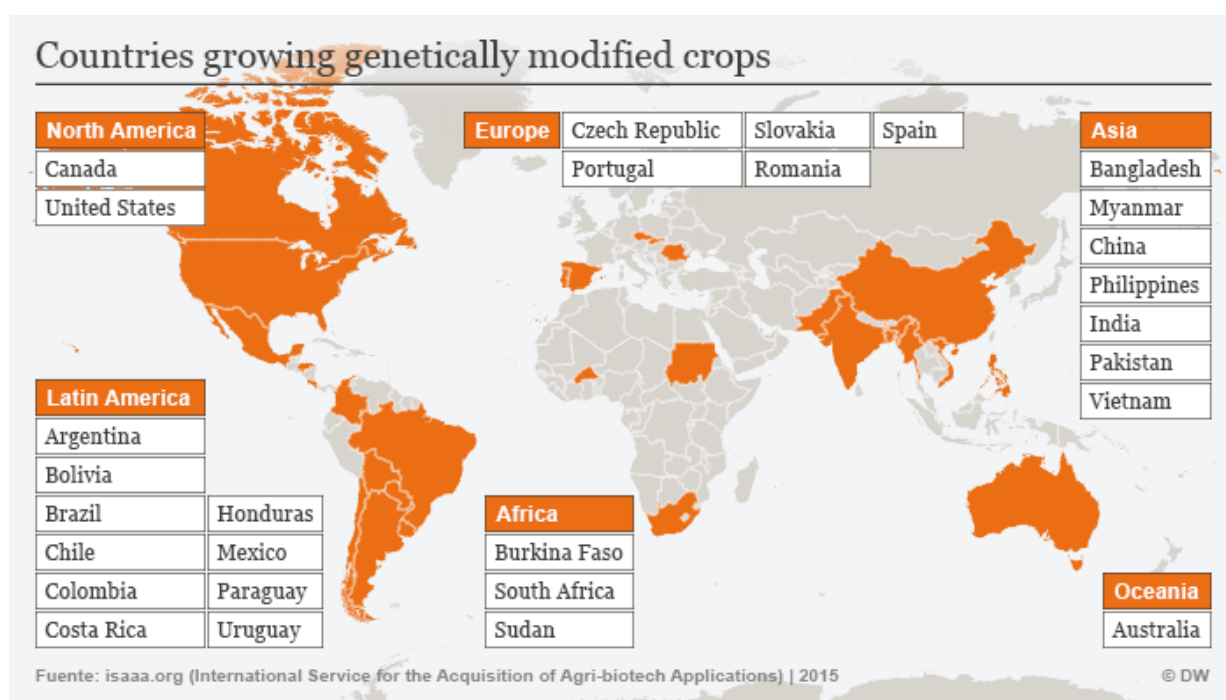 Countries growing genetically modified crops
North America
Canada
United States
Europe Czech Republic Slovakia Spain
Portugal Romania
Asia
Bangladesh
Myanmar
China
Philippines
India
Pakistan
Vietnam
Latin America
Argentina
Bolivia
Brazil Honduras
Chile Mexico
Colombia Paraguay
Costa Rica Uruguay
Africa
Burkina Faso
South Africa
Sudan
Oceania
Australia
Fuente: isaaa.org (International Service for the Acquisition of Agri-biotech Applications) | 2015
© DW